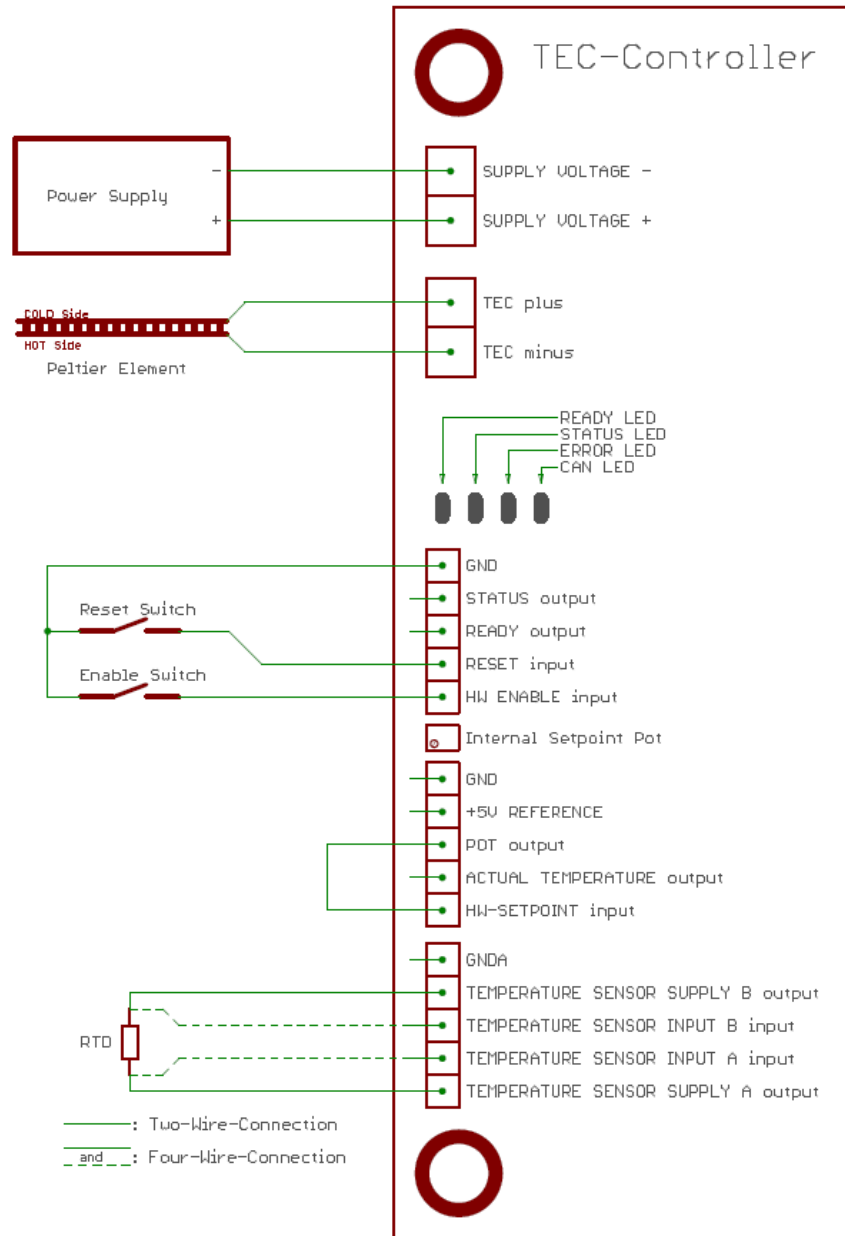 TEC-Controller
Power Supply
-
+
SUPPLY VOLTAGE -
SUPPLY VOLTAGE +
COLD Side
HOT Side
Peltier Element
TEC plus
TEC minus
READY LED
STATUS LED
ERROR LED
CAN LED
GND
STATUS output
Reset Switch
READY output
RESET input
Enable Switch
HW ENABLE input
Internal Setpoint Pot
GND
+5V REFERENCE
POT output
ACTUAL TEMPERATURE output
HW-SETPOINT input
GNDA
TEMPERATURE SENSOR SUPPLY B output
TEMPERATURE SENSOR INPUT B input
RTD
TEMPERATURE SENSOR INPUT A input
TEMPERATURE SENSOR SUPPLY A output
: Two-Wire-Connection
and : Four-Wire-Connection